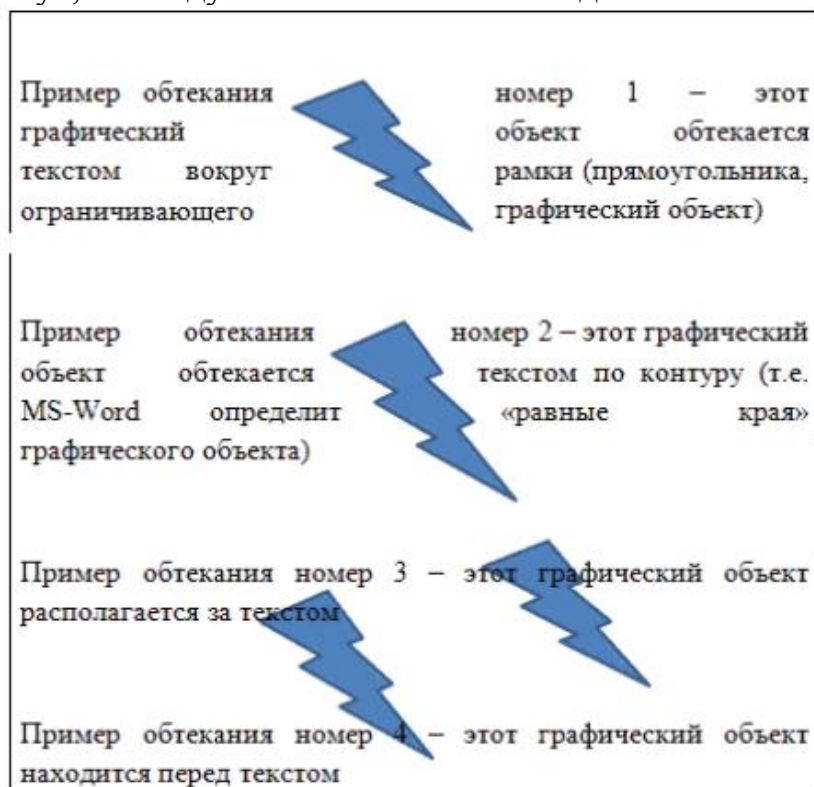 Пример обтекания номер 1 – этот
графический объект обтекается
текстом вокруг рамки (прямоугольника,
ограничивающего графический объект)
Пример обтекания номер 2 – этот графический
объект обтекается текстом по контуру (т.е.
MS-Word определит «равные края»
графического объекта)
Пример обтекания номер 3 – этот графический объект
располагается за текстом
Пример обтекания номер 4 – этот графический объект
находится перед текстом